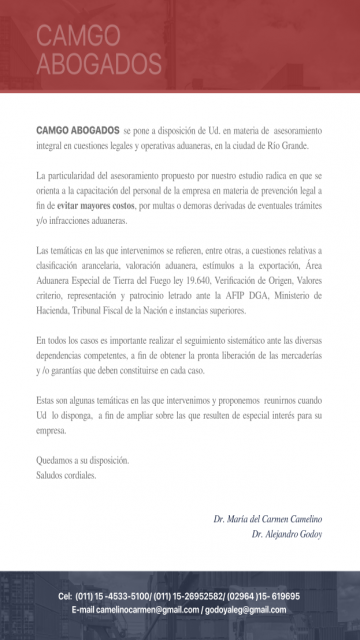 CAMGO
ABOGADOS
CAMGO ABOGADOS se pone a disposición de Ud. en materia de asesoramiento
integral en cuestiones legales y operativas aduaneras, en la ciudad de Río Grande.
La particularidad del asesoramiento propuesto por nuestro estudio radica en que se
orienta a la capacitación del personal de la empresa en materia de prevención legal a
fin de evitar mayores costos, por multas o demoras derivadas de eventuales trámites
y/o infracciones aduaneras.
Las temáticas en las que intervenimos se refieren, entre otras, a cuestiones relativas a
clasificación arancelaria, valoración aduanera, estímulos a la exportación, Área
Aduanera Especial de Tierra del Fuego ley 19.640, Verificación de Origen, Valores
criterio, representación y patrocinio letrado ante la AFIP DGA, Ministerio de
Hacienda, Tribunal Fiscal de la Nación e instancias superiores.
En todos los casos es importante realizar el seguimiento sistemático ante las diversas
dependencias competentes, a fin de obtener la pronta liberación de las mercaderías
y /o garantías que deben constituirse en cada caso.
Estas son algunas temáticas en las que intervenimos y proponemos reunirnos cuando
Ud lo disponga, a fin de ampliar sobre las que resulten de especial interés para su
empresa.
Quedamos a su disposición.
Saludos cordiales.
Dr. María del Carmen Camelino
Dr. Alejandro Godoy
Cel: (011) 15 -4533-5100/ (011) 15-26952582/ (02964 )15- 619695
E-mail camelinocarmen@gmail.com / godoyaleg@gmail.com